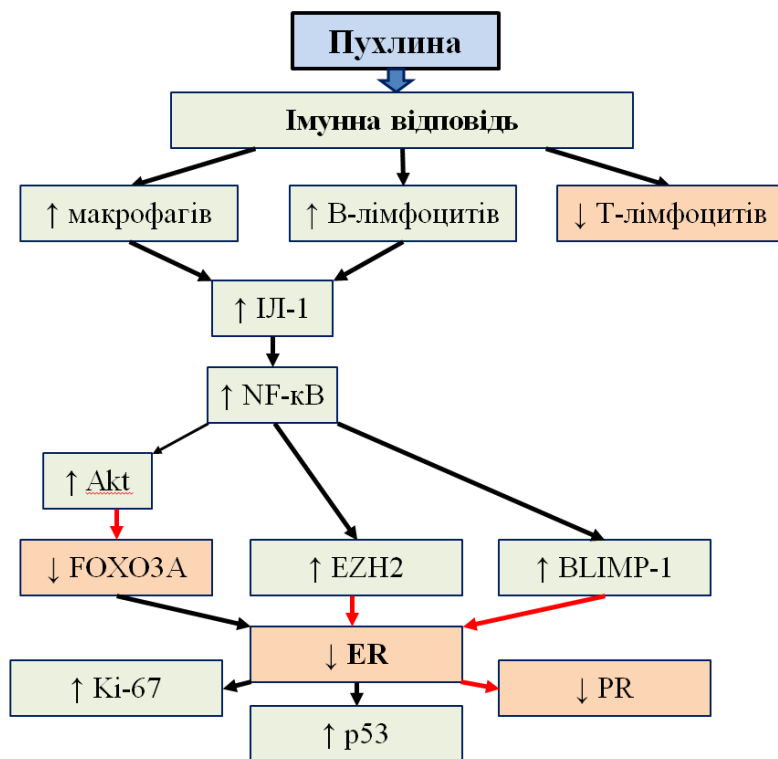 Пухлина
Імунна відповідь
↑ макрофагів
↑ В-лімфоцитів
↓ Т-лімфоцитів
↑ ІЛ-1
↑ NF-κB
↑ Akt
↓ FOXO3A
↑ EZH2
↑ BLIMP-1
↓ ER
↑ Ki-67
↓ PR
↑ p53